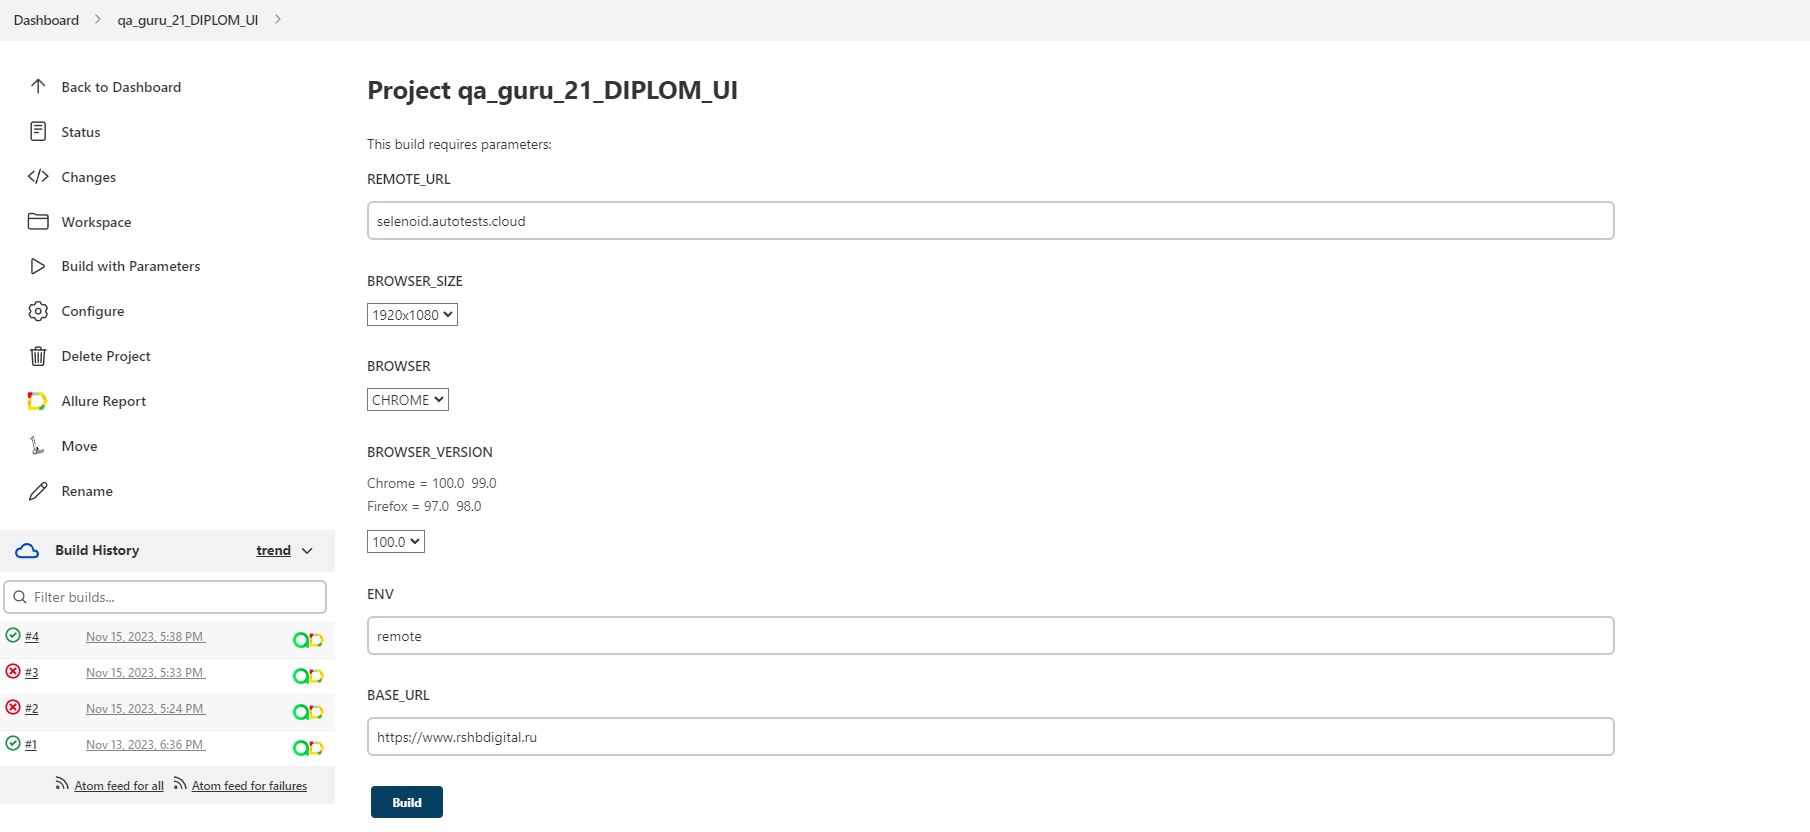 Dashboard
qa_guru_21_DIPLOM_UI
Back to Dashboard
Status
Changes
Workspace
Build with Parameters
Configure
Delete Project
Allure Report
Move
Rename
Build History
trend
Filter builds...
#4
Nov 15, 2023, 5:38 PM
#3
Nov 15, 2023, 5:33 PM
#2
Nov 15, 2023, 5:24 PM
#1
Nov 13, 2023, 6:36 PM
Atom feed for all
Atom feed for failures
Project qa_guru_21_DIPLOM_UI
This build requires parameters:
REMOTE_URL
selenoid.autotests.cloud
BROWSER_SIZE
1920x1080
BROWSER
CHROME
BROWSER_VERSION
Chrome = 100.0 99.0
Firefox = 97.0 98.0
100.0
ENV
remote
BASE_URL
https://www.rshbdigital.ru
Build